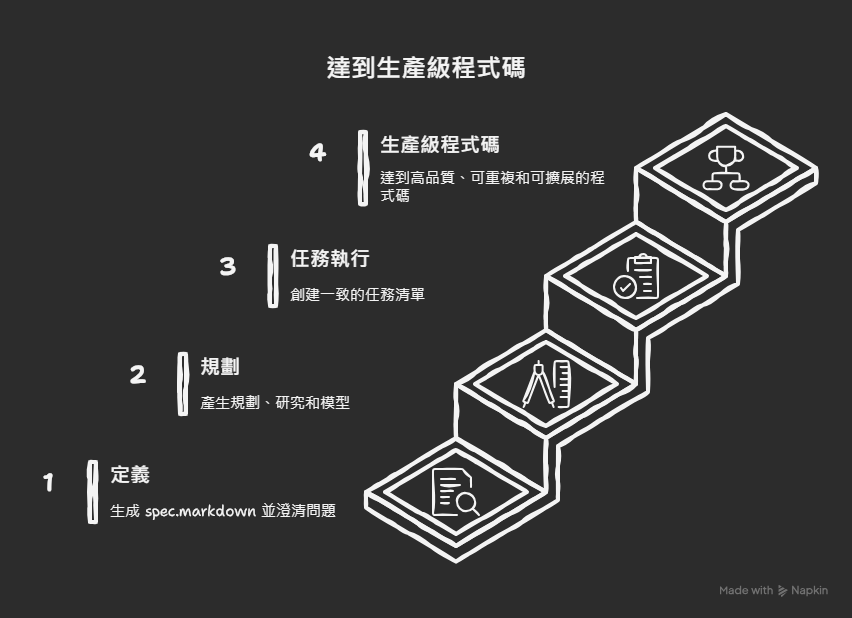 達到生產級程式碼
4
生產級程式碼
達到高品質、可重複和可擴展的程
式碼
3
任務執行
創建一致的任務清單
2
規劃
產生規劃、研究和模型
1
定義
生成 spec.markdown 並澄清問題
Made with Napkin